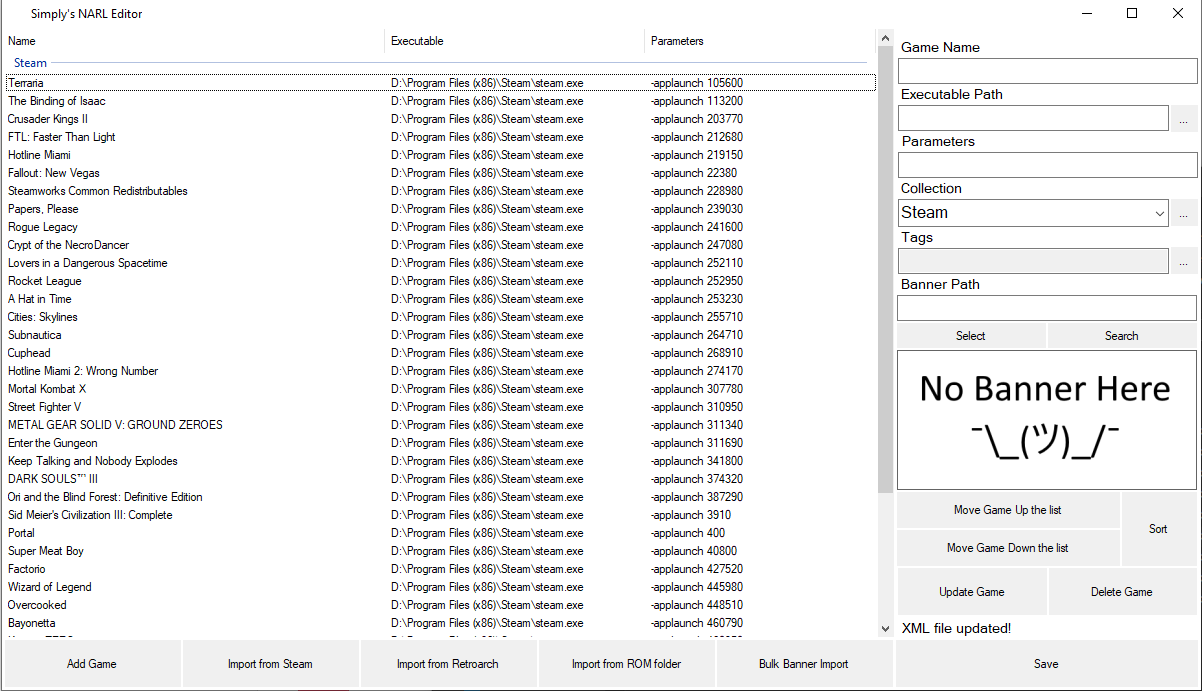 Simply's NARL Editor
Name Executable Parameters
Steam
Terraria D:\Program Files (x86)\Steam\steam.exe -applaunch 105600
The Binding of Isaac D:\Program Files (x86)\Steam\steam.exe -applaunch 113200
Crusader Kings II D:\Program Files (x86)\Steam\steam.exe -applaunch 203770
FTL: Faster Than Light D:\Program Files (x86)\Steam\steam.exe -applaunch 212680
Hotline Miami D:\Program Files (x86)\Steam\steam.exe -applaunch 219150
Fallout: New Vegas D:\Program Files (x86)\Steam\steam.exe -applaunch 22380
Steamworks Common Redistributables D:\Program Files (x86)\Steam\steam.exe -applaunch 228980
Papers, Please D:\Program Files (x86)\Steam\steam.exe -applaunch 239030
Rogue Legacy D:\Program Files (x86)\Steam\steam.exe -applaunch 241600
Crypt of the NecroDancer D:\Program Files (x86)\Steam\steam.exe -applaunch 247080
Lovers in a Dangerous Spacetime D:\Program Files (x86)\Steam\steam.exe -applaunch 252110
Rocket League D:\Program Files (x86)\Steam\steam.exe -applaunch 252950
A Hat in Time D:\Program Files (x86)\Steam\steam.exe -applaunch 253230
Cities: Skylines D:\Program Files (x86)\Steam\steam.exe -applaunch 255710
Subnautica D:\Program Files (x86)\Steam\steam.exe -applaunch 264710
Cuphead D:\Program Files (x86)\Steam\steam.exe -applaunch 268910
Hotline Miami 2: Wrong Number D:\Program Files (x86)\Steam\steam.exe -applaunch 274170
Mortal Kombat X D:\Program Files (x86)\Steam\steam.exe -applaunch 307780
Street Fighter V D:\Program Files (x86)\Steam\steam.exe -applaunch 310950
METAL GEAR SOLID V: GROUND ZEROES D:\Program Files (x86)\Steam\steam.exe -applaunch 311340
Enter the Gungeon D:\Program Files (x86)\Steam\steam.exe -applaunch 311690
Keep Talking and Nobody Explodes D:\Program Files (x86)\Steam\steam.exe -applaunch 341800
DARK SOULS™ III D:\Program Files (x86)\Steam\steam.exe -applaunch 374320
Ori and the Blind Forest: Definitive Edition D:\Program Files (x86)\Steam\steam.exe -applaunch 387290
Sid Meier's Civilization III: Complete D:\Program Files (x86)\Steam\steam.exe -applaunch 3910
Portal D:\Program Files (x86)\Steam\steam.exe -applaunch 400
Super Meat Boy D:\Program Files (x86)\Steam\steam.exe -applaunch 40800
Factorio D:\Program Files (x86)\Steam\steam.exe -applaunch 427520
Wizard of Legend D:\Program Files (x86)\Steam\steam.exe -applaunch 445980
Overcooked D:\Program Files (x86)\Steam\steam.exe -applaunch 448510
Bayonetta D:\Program Files (x86)\Steam\steam.exe -applaunch 460790
Game Name
Executable Path
...
Parameters
Collection
Steam ...
Tags
...
Banner Path
Select Search
No Banner Here
¯\_(ツ)_/¯
Move Game Up the list
Move Game Down the list
Sort
Update Game Delete Game
XML file updated!
Add Game Import from Steam Import from Retroarch Import from ROM folder Bulk Banner Import Save